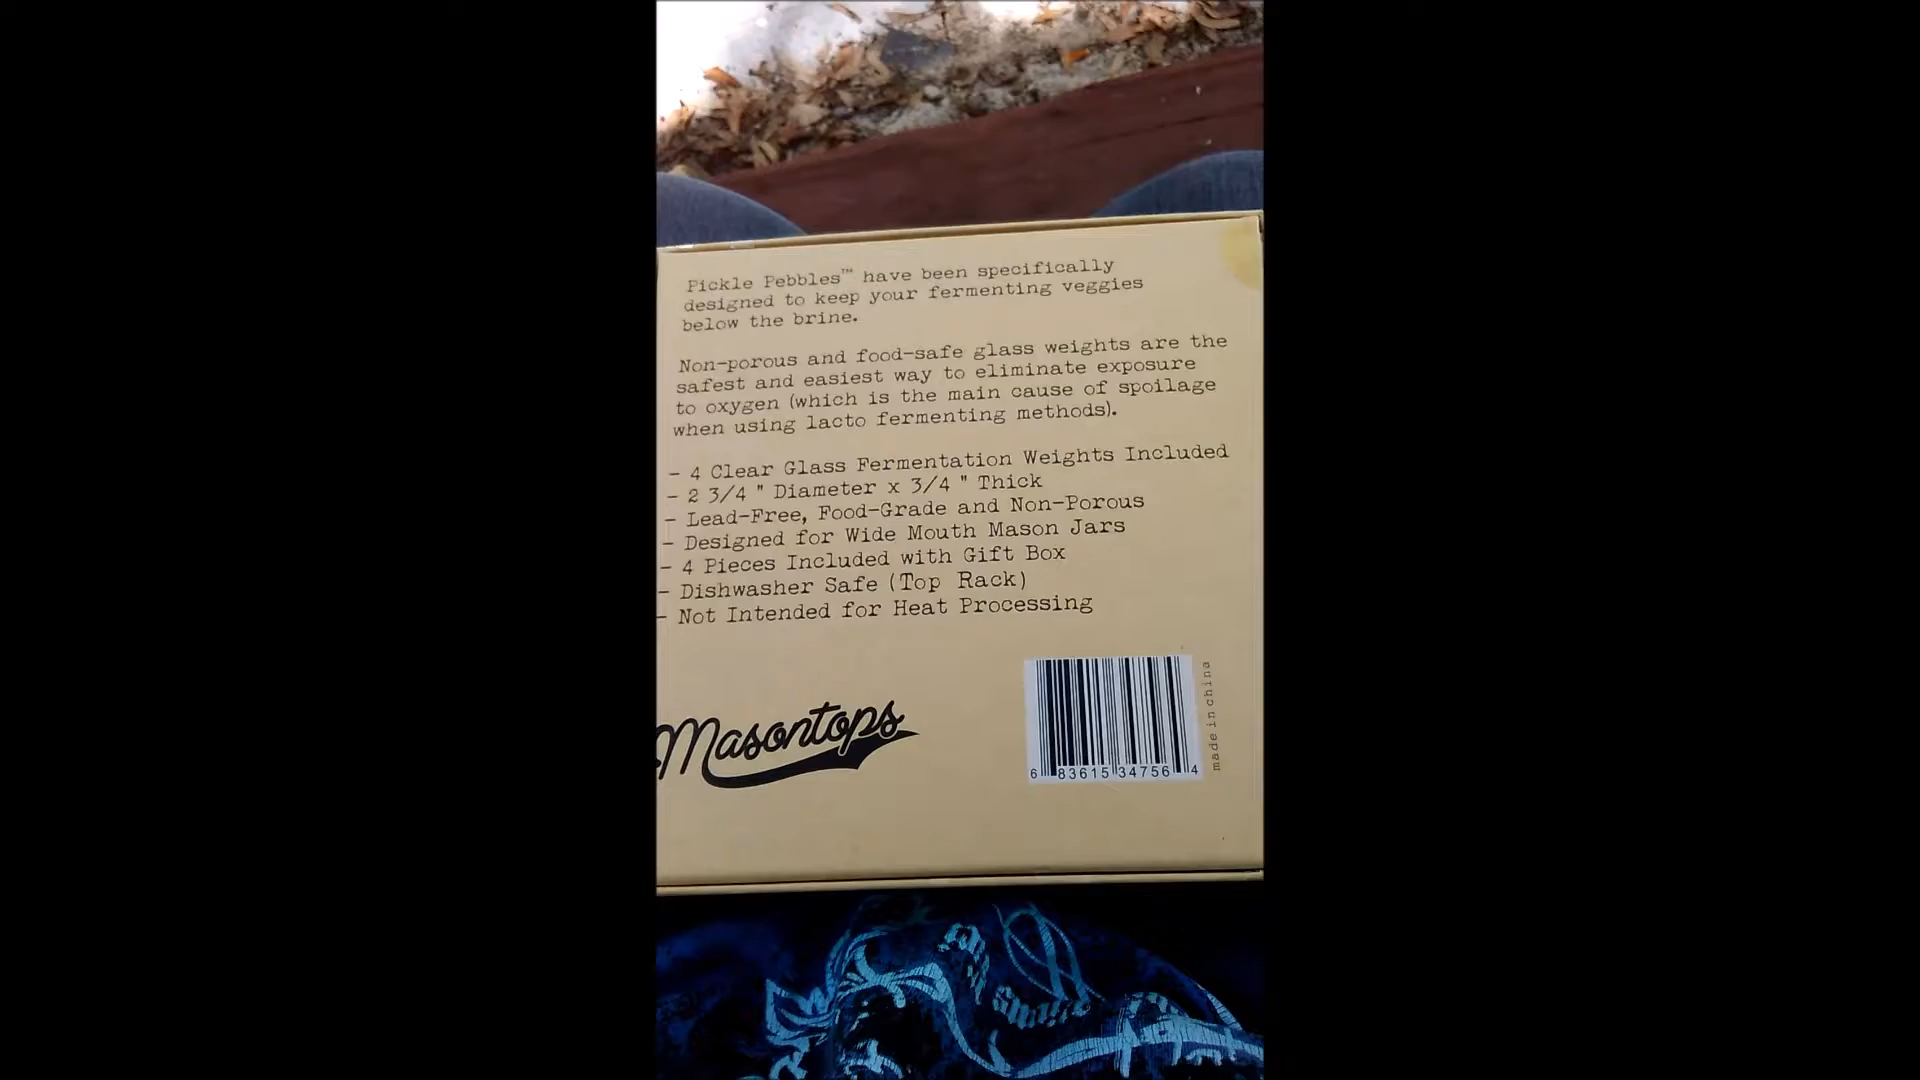 Pickle Pebbles™ have been specifically
designed to keep your fermenting veggies
below the brine.
Non-porous and food-safe glass weights are the
safest and easiest way to eliminate exposure
to oxygen (which is the main cause of spoilage
when using lacto fermenting methods).
- 4 Clear Glass Fermentation Weights Included
- 2 3/4 " Diameter x 3/4 " Thick
- Lead-Free, Food-Grade and Non-Porous
- Designed for Wide Mouth Mason Jars
- 4 Pieces Included with Gift Box
- Dishwasher Safe (Top Rack)
- Not Intended for Heat Processing
Masontops
6 83615 34756 4
made in china